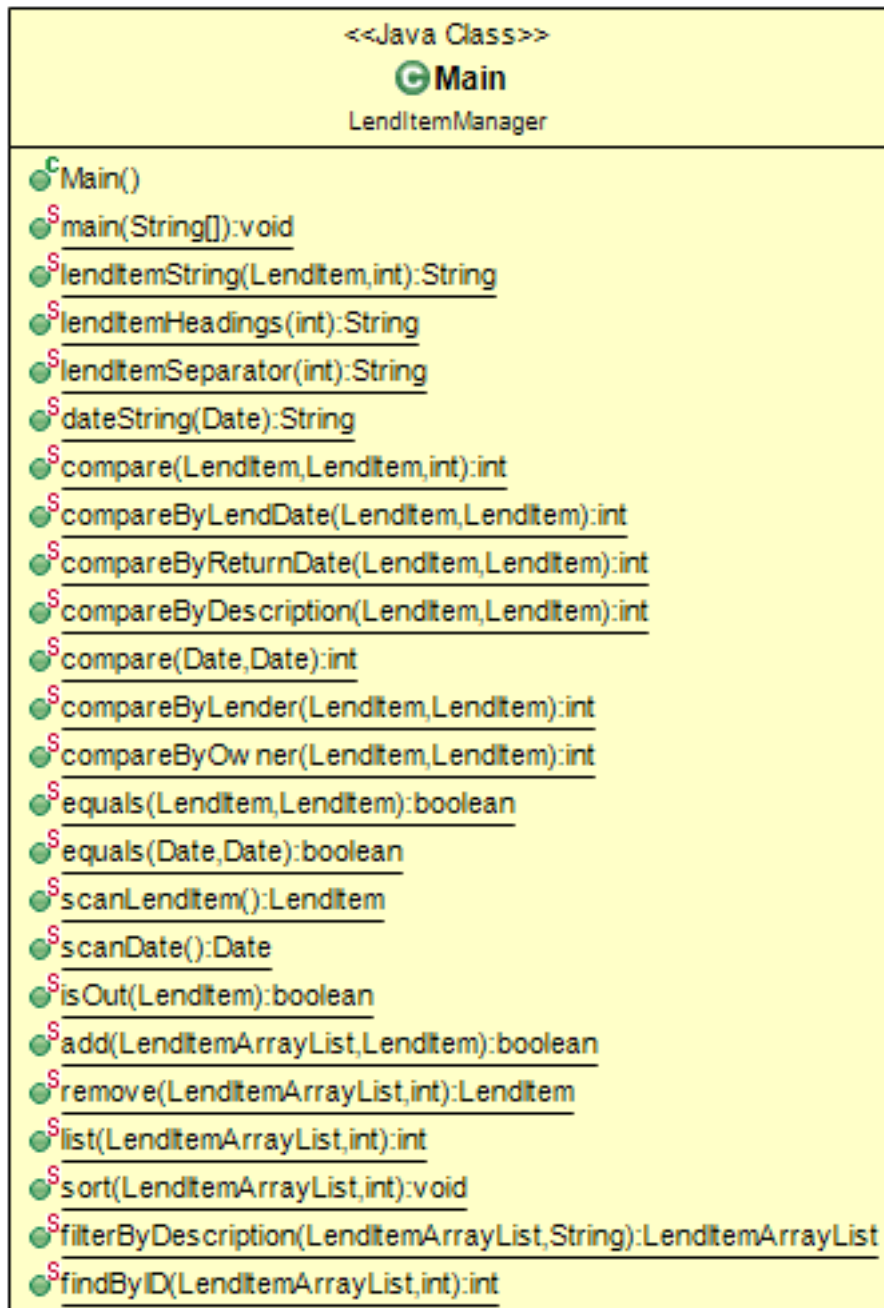 <<Java Class>>
C Main
LendItemManager
C Main()
S main(String[]):void
S lendItemString(LendItem,int):String
S lendItemHeadings(int):String
S lendItemSeparator(int):String
S dateString(Date):String
S compare(LendItem,LendItem,int):int
S compareByLendDate(LendItem,LendItem):int
S compareByReturnDate(LendItem,LendItem):int
S compareByDescription(LendItem,LendItem):int
S compare(Date,Date):int
S compareByLender(LendItem,LendItem):int
S compareByOwner(LendItem,LendItem):int
S equals(LendItem,LendItem):boolean
S equals(Date,Date):boolean
S scanLendItem():LendItem
S scanDate():Date
S isOut(LendItem):boolean
S add(LendItemArrayList,LendItem):boolean
S remove(LendItemArrayList,int):LendItem
S list(LendItemArrayList,int):int
S sort(LendItemArrayList,int):void
S filterByDescription(LendItemArrayList,String):LendItemArrayList
S findByID(LendItemArrayList,int):int